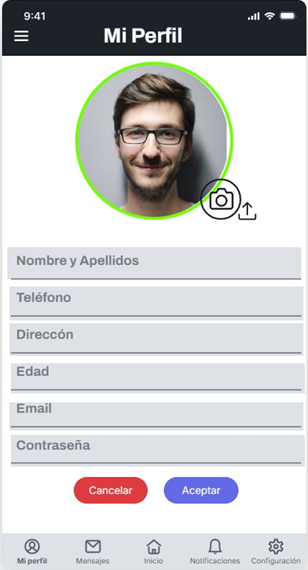 9:41
Mi Perfil
Nombre y Apellidos
Teléfono
Direccón
Edad
Email
Contraseña
Cancelar Aceptar
Mi perfil Mensajes Inicio Notificaciones Configuración